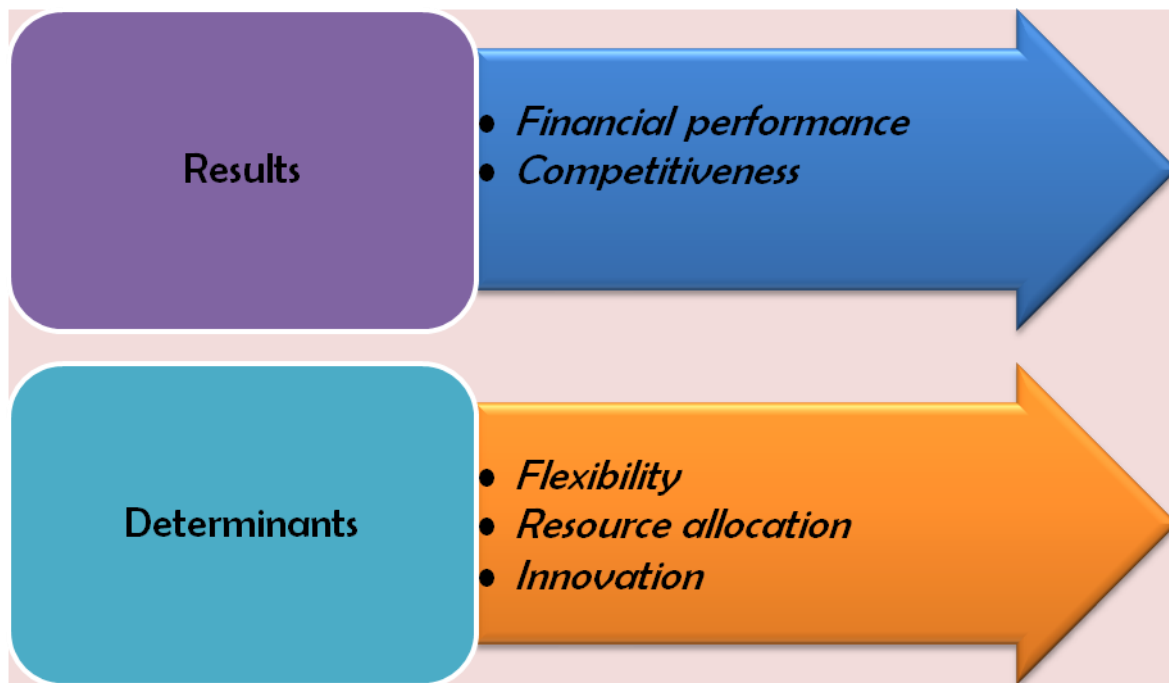 Results
• Financial performance
• Competitiveness
Determinants
• Flexibility
• Resource allocation
• Innovation